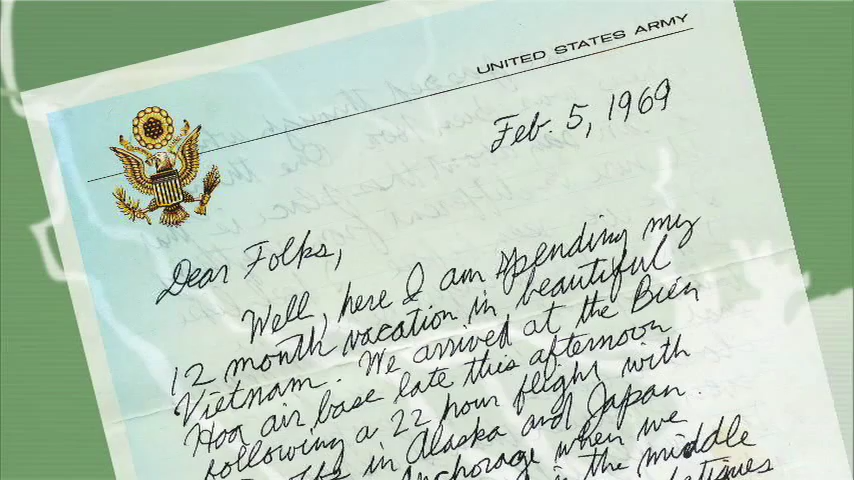 UNITED STATES ARMY
Feb. 5, 1969
Dear Folks,
Well, here I am spending my
12 month vacation in beautiful
Vietnam. We arrived at the Bien
Hoa air base late this afternoon
following a 22 hour flight with
in Alaska and Japan.
Anchorage when we
in the middle